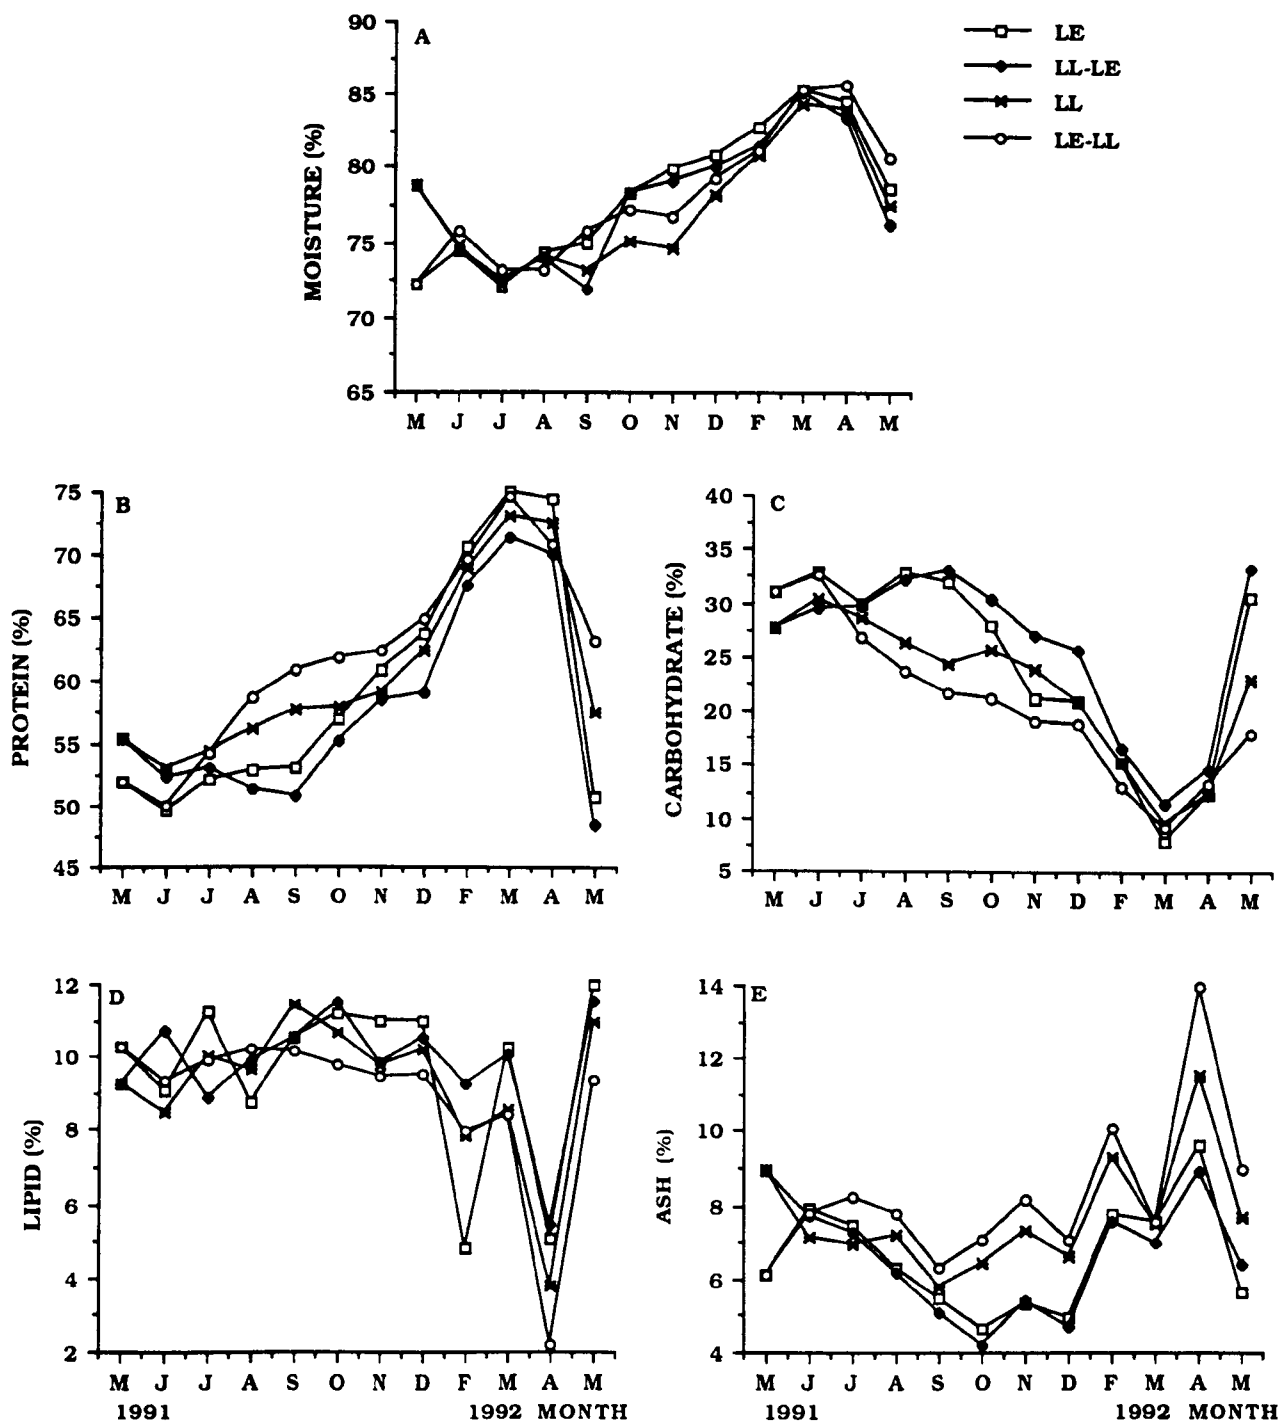 A
LE
LL-LE
LL
LE-LL
MOISTURE (%)
90
85
80
75
70
65
M J J A S O N D F M A M
B
PROTEIN (%)
75
70
65
60
55
50
45
M J J A S O N D F M A M
C
CARBOHYDRATE (%)
40
35
30
25
20
15
10
5
M J J A S O N D F M A M
D
LIPID (%)
12
10
8
6
4
2
M J J A S O N D F M A M
1991 1992 MONTH
E
ASH (%)
14
12
10
8
6
4
M J J A S O N D F M A M
1991 1992 MONTH